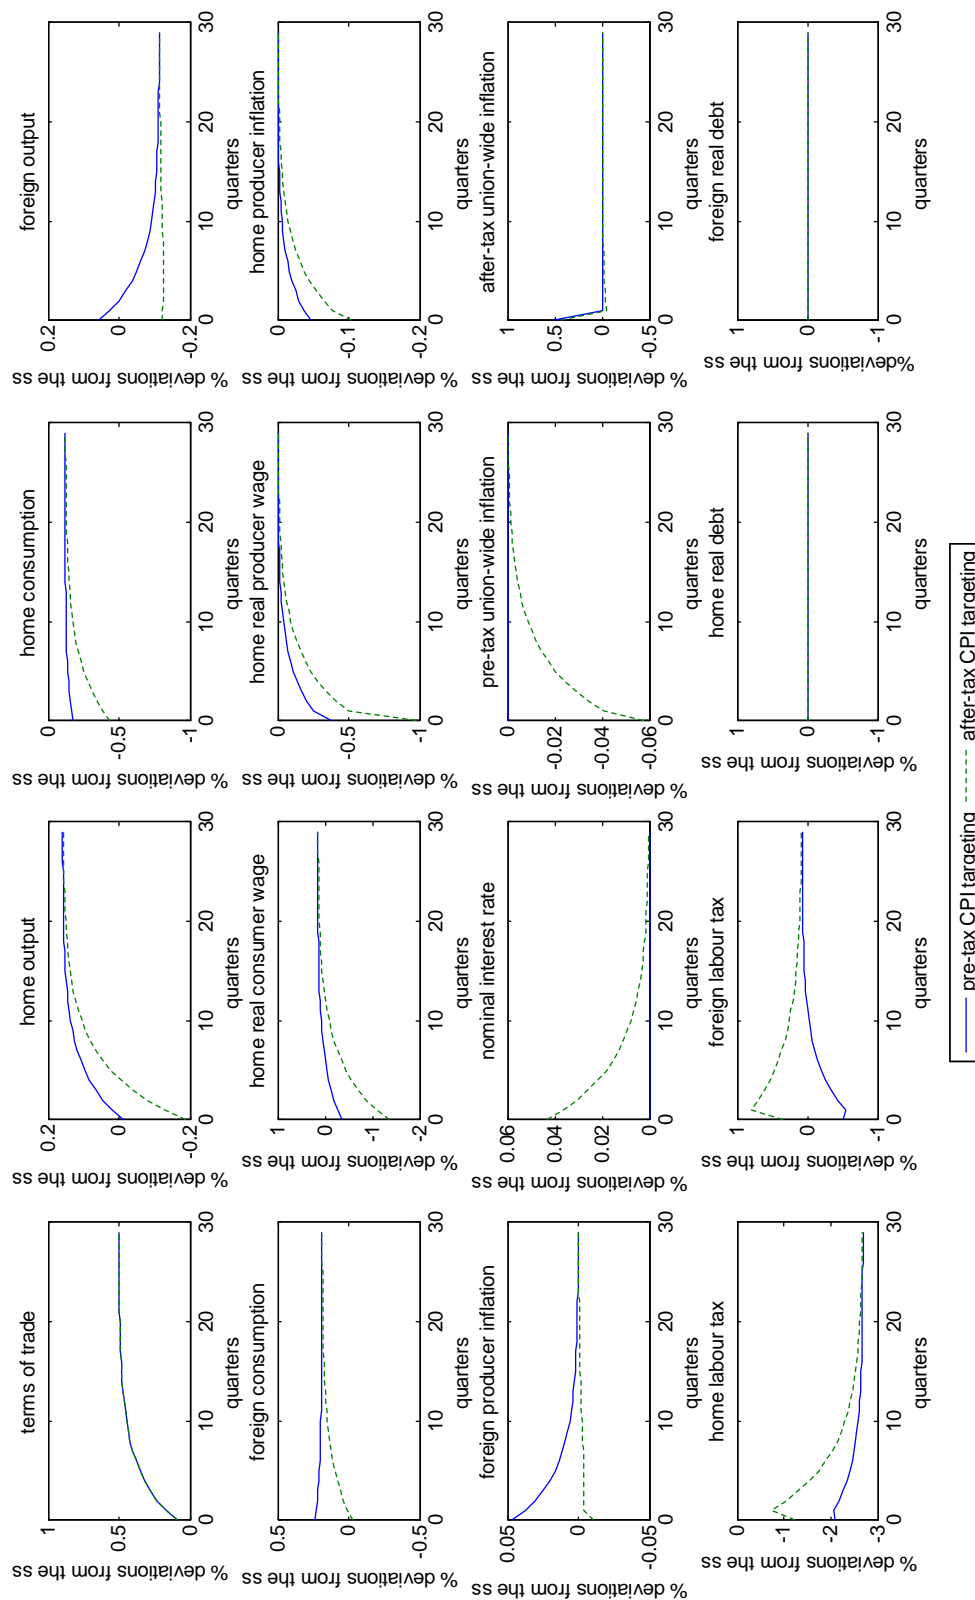 terms of trade
% deviations from the ss
1
0.5
0
0 10 20 30
quarters
home output
% deviations from the ss
0.2
0
-0.2
0 10 20 30
quarters
home consumption
% deviations from the ss
0
-0.5
-1
0 10 20 30
quarters
foreign output
% deviations from the ss
0.2
0
-0.2
0 10 20 30
quarters
foreign consumption
% deviations from the ss
0.5
0
-0.5
0 10 20 30
quarters
home real consumer wage
% deviations from the ss
1
0
-1
-2
0 10 20 30
quarters
home real producer wage
% deviations from the ss
0
-0.5
-1
0 10 20 30
quarters
home producer inflation
% deviations from the ss
0
-0.1
-0.2
0 10 20 30
quarters
foreign producer inflation
% deviations from the ss
0.05
0
-0.05
0 10 20 30
quarters
nominal interest rate
% deviations from the ss
0.06
0.04
0.02
0
0 10 20 30
quarters
pre-tax union-wide inflation
% deviations from the ss
0
-0.02
-0.04
-0.06
0 10 20 30
quarters
after-tax union-wide inflation
% deviations from the ss
1
0.5
0
-0.5
0 10 20 30
quarters
home labour tax
% deviations from the ss
0
-1
-2
-3
0 10 20 30
quarters
foreign labour tax
% deviations from the ss
1
0
-1
0 10 20 30
quarters
home real debt
% deviations from the ss
1
0
-1
0 10 20 30
quarters
foreign real debt
%deviations from the ss
1
0
-1
0 10 20 30
quarters
pre-tax CPI targeting after-tax CPI targeting